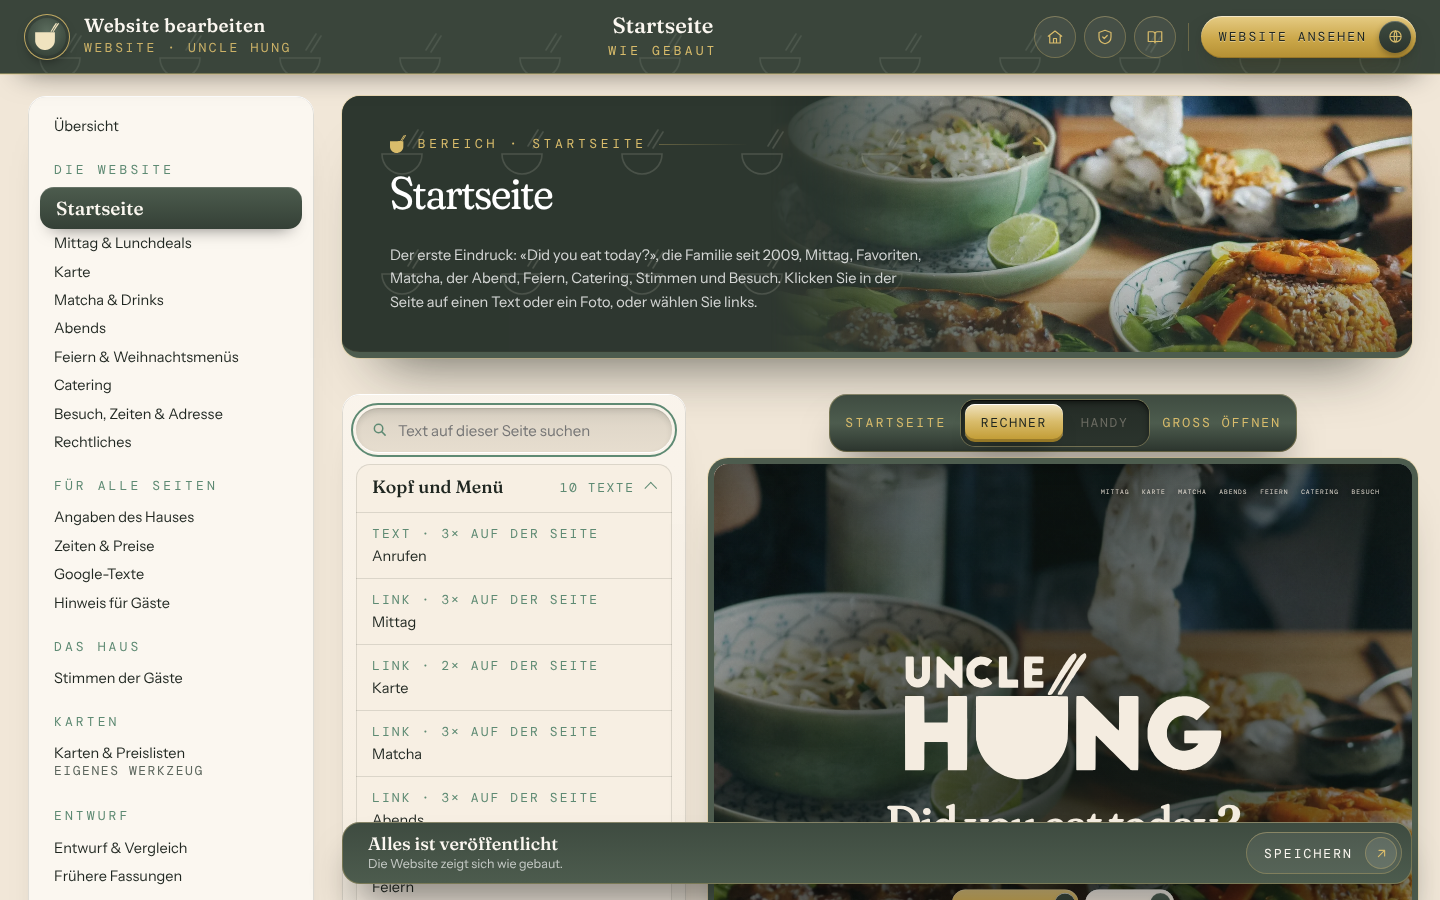 Website bearbeiten
WEBSITE · UNCLE HUNG
Startseite
WIE GEBAUT
WEBSITE ANSEHEN
Übersicht
DIE WEBSITE
Startseite
Mittag & Lunchdeals
Karte
Matcha & Drinks
Abends
Feiern & Weihnachtsmenüs
Catering
Besuch, Zeiten & Adresse
Rechtliches
FÜR ALLE SEITEN
Angaben des Hauses
Zeiten & Preise
Google-Texte
Hinweis für Gäste
DAS HAUS
Stimmen der Gäste
KARTEN
Karten & Preislisten
EIGENES WERKZEUG
ENTWURF
Entwurf & Vergleich
Frühere Fassungen
BEREICH · STARTSEITE
Startseite
Der erste Eindruck: «Did you eat today?», die Familie seit 2009, Mittag, Favoriten,
Matcha, der Abend, Feiern, Catering, Stimmen und Besuch. Klicken Sie in der
Seite auf einen Text oder ein Foto, oder wählen Sie links.
Text auf dieser Seite suchen
Kopf und Menü
10 TEXTE
TEXT · 3× AUF DER SEITE
Anrufen
LINK · 3× AUF DER SEITE
Mittag
LINK · 2× AUF DER SEITE
Karte
LINK · 3× AUF DER SEITE
Matcha
LINK · 3× AUF DER SEITE
Abends
Feiern
STARTSEITE
RECHNER
HANDY
GROSS ÖFFNEN
MITTAG KARTE MATCHA ABENDS FEIERN CATERING BESUCH
UNCLE
HUNG
Did you eat today?
Alles ist veröffentlicht
Die Website zeigt sich wie gebaut.
SPEICHERN